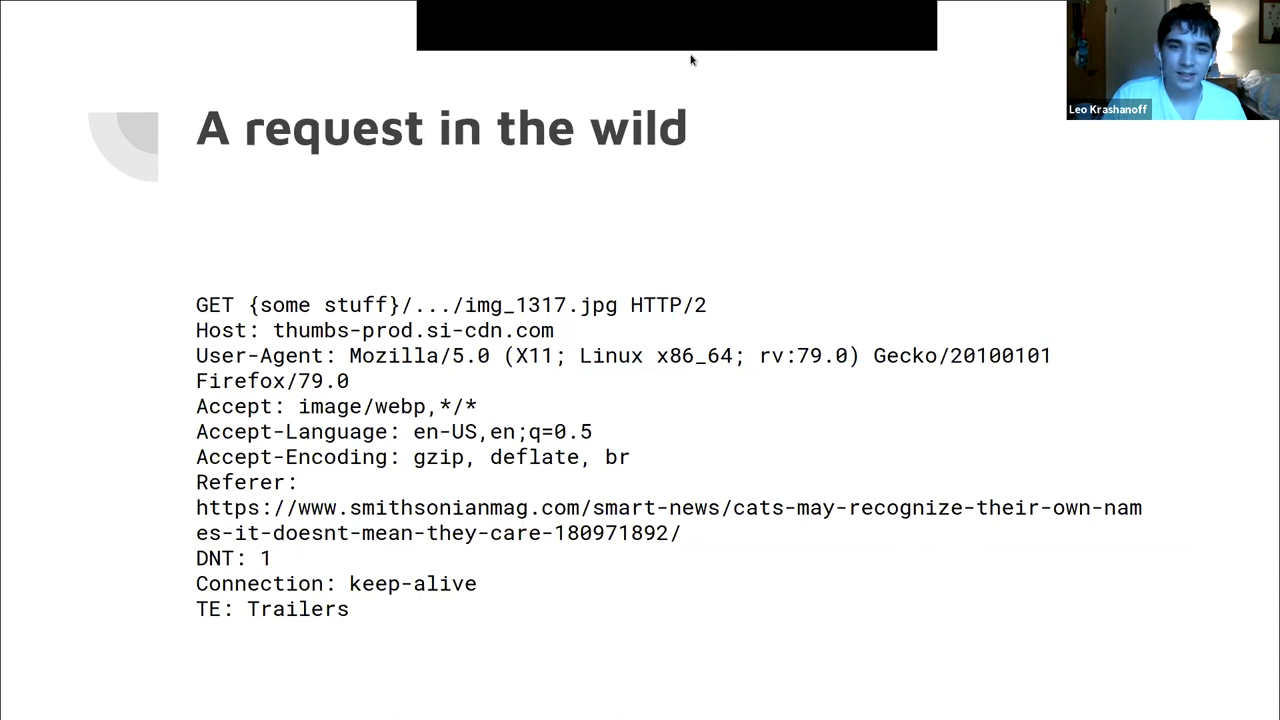 Leo Krashanoff
A request in the wild
GET {some stuff}/.../img_1317.jpg HTTP/2
Host: thumbs-prod.si-cdn.com
User-Agent: Mozilla/5.0 (X11; Linux x86_64; rv:79.0) Gecko/20100101
Firefox/79.0
Accept: image/webp,*/*
Accept-Language: en-US,en;q=0.5
Accept-Encoding: gzip, deflate, br
Referer:
https://www.smithsonianmag.com/smart-news/cats-may-recognize-their-own-nam
es-it-doesnt-mean-they-care-180971892/
DNT: 1
Connection: keep-alive
TE: Trailers